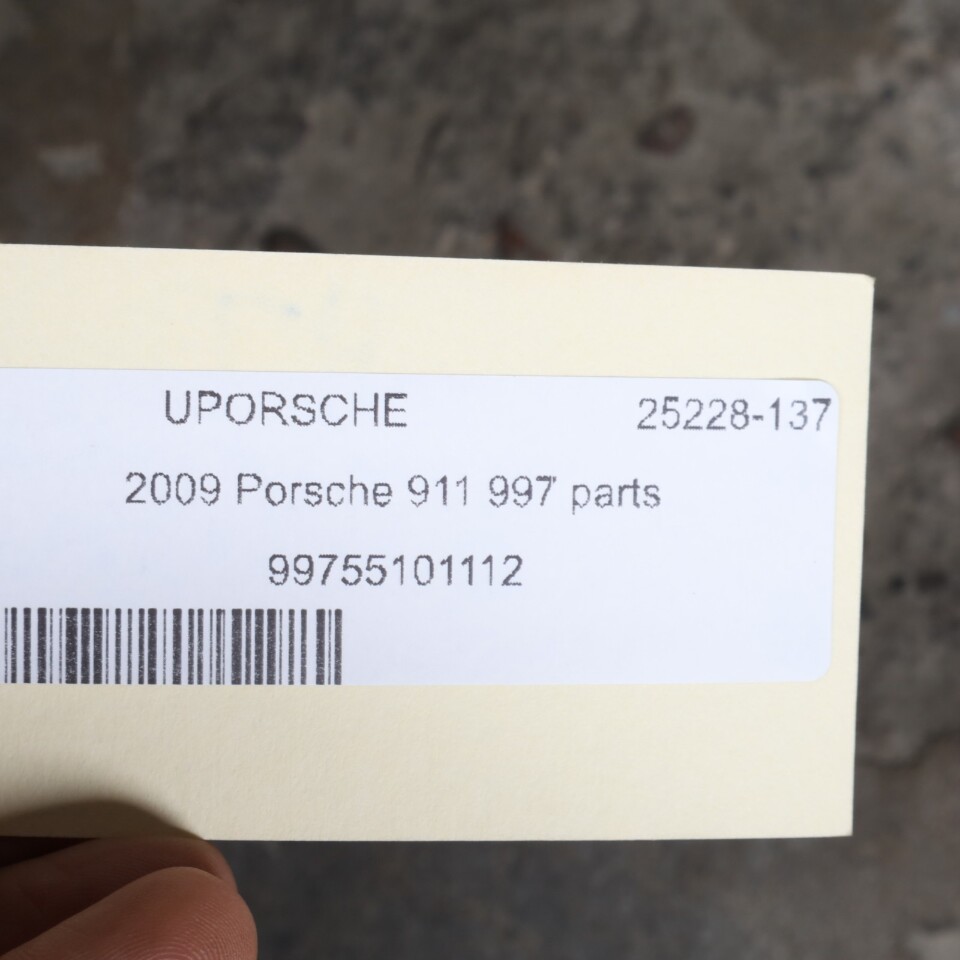 UPORSCHE 25228-137
2009 Porsche 911 997 parts
99755101112